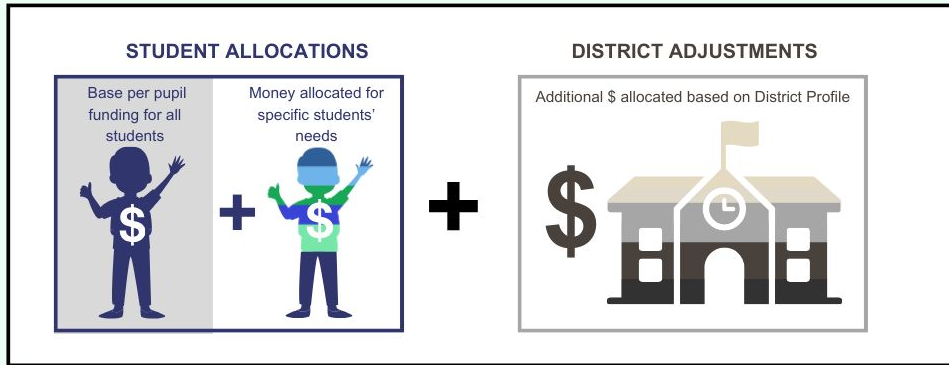 STUDENT ALLOCATIONS
Base per pupil
funding for all
students
$
+
Money allocated for
specific students’
needs
$
+
DISTRICT ADJUSTMENTS
Additional $ allocated based on District Profile
$